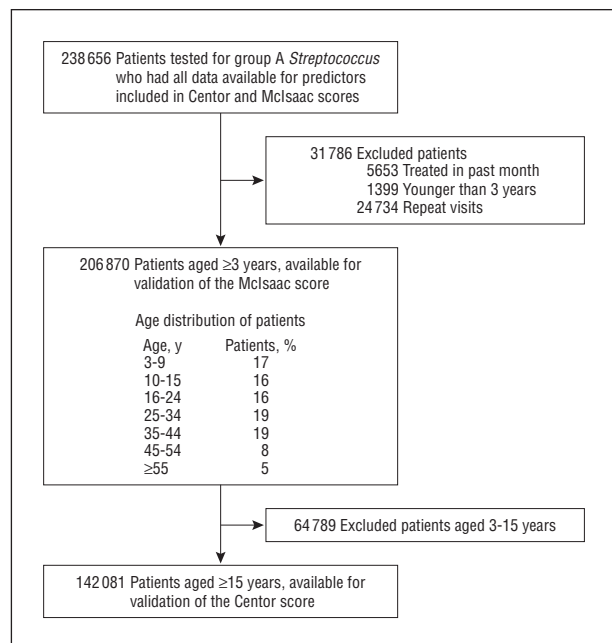 238 656 Patients tested for group A Streptococcus
who had all data available for predictors
included in Centor and McIsaac scores
31 786 Excluded patients
5653 Treated in past month
1399 Younger than 3 years
24 734 Repeat visits
206 870 Patients aged ≥3 years, available for
validation of the McIsaac score
Age distribution of patients
Age, y Patients, %
3-9 17
10-15 16
16-24 16
25-34 19
35-44 19
45-54 8
≥55 5
64 789 Excluded patients aged 3-15 years
142 081 Patients aged ≥15 years, available for
validation of the Centor score